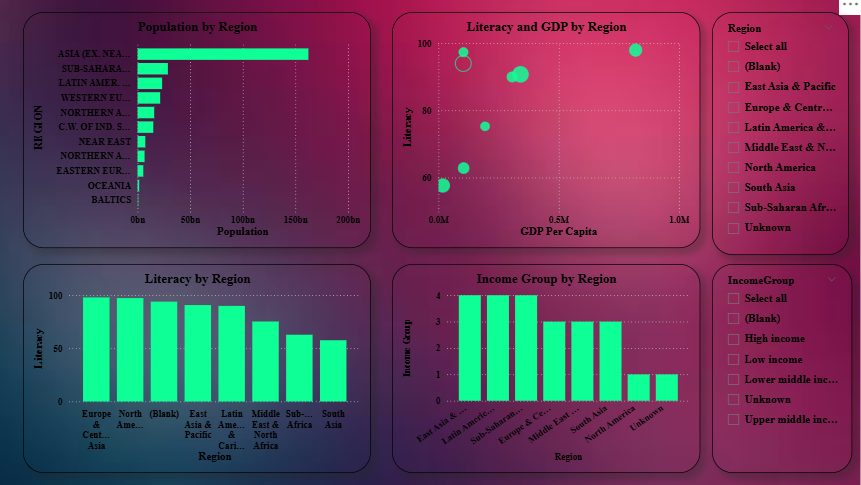 Population by Region
REGION
ASIA (EX. NEA...
SUB-SAHARA...
LATIN AMER. ...
WESTERN EU...
NORTHERN A...
C.W. OF IND. S...
NEAR EAST
NORTHERN A...
EASTERN EUR...
OCEANIA
BALTICS
0bn 50bn 100bn 150bn 200bn
Population
Literacy and GDP by Region
Literacy
100
80
60
0.0M 0.5M 1.0M
GDP Per Capita
Region
Select all
(Blank)
East Asia & Pacific
Europe & Centr...
Latin America &...
Middle East & N...
North America
South Asia
Sub-Saharan Afr...
Unknown
Literacy by Region
Literacy
100
50
0
Europe North (Blank) East Latin Middle Sub-... South
& Ame... Asia & Ame... East & Africa Asia
Cent... Pacific & North
Asia Cari... Africa
Region
Income Group by Region
Income Group
4
3
2
1
0
East Asia & ... Latin Americ... Sub-Saharan... Europe & Ce... Middle East ... South Asia North America Unknown
Region
IncomeGroup
Select all
(Blank)
High income
Low income
Lower middle inc...
Unknown
Upper middle inc...